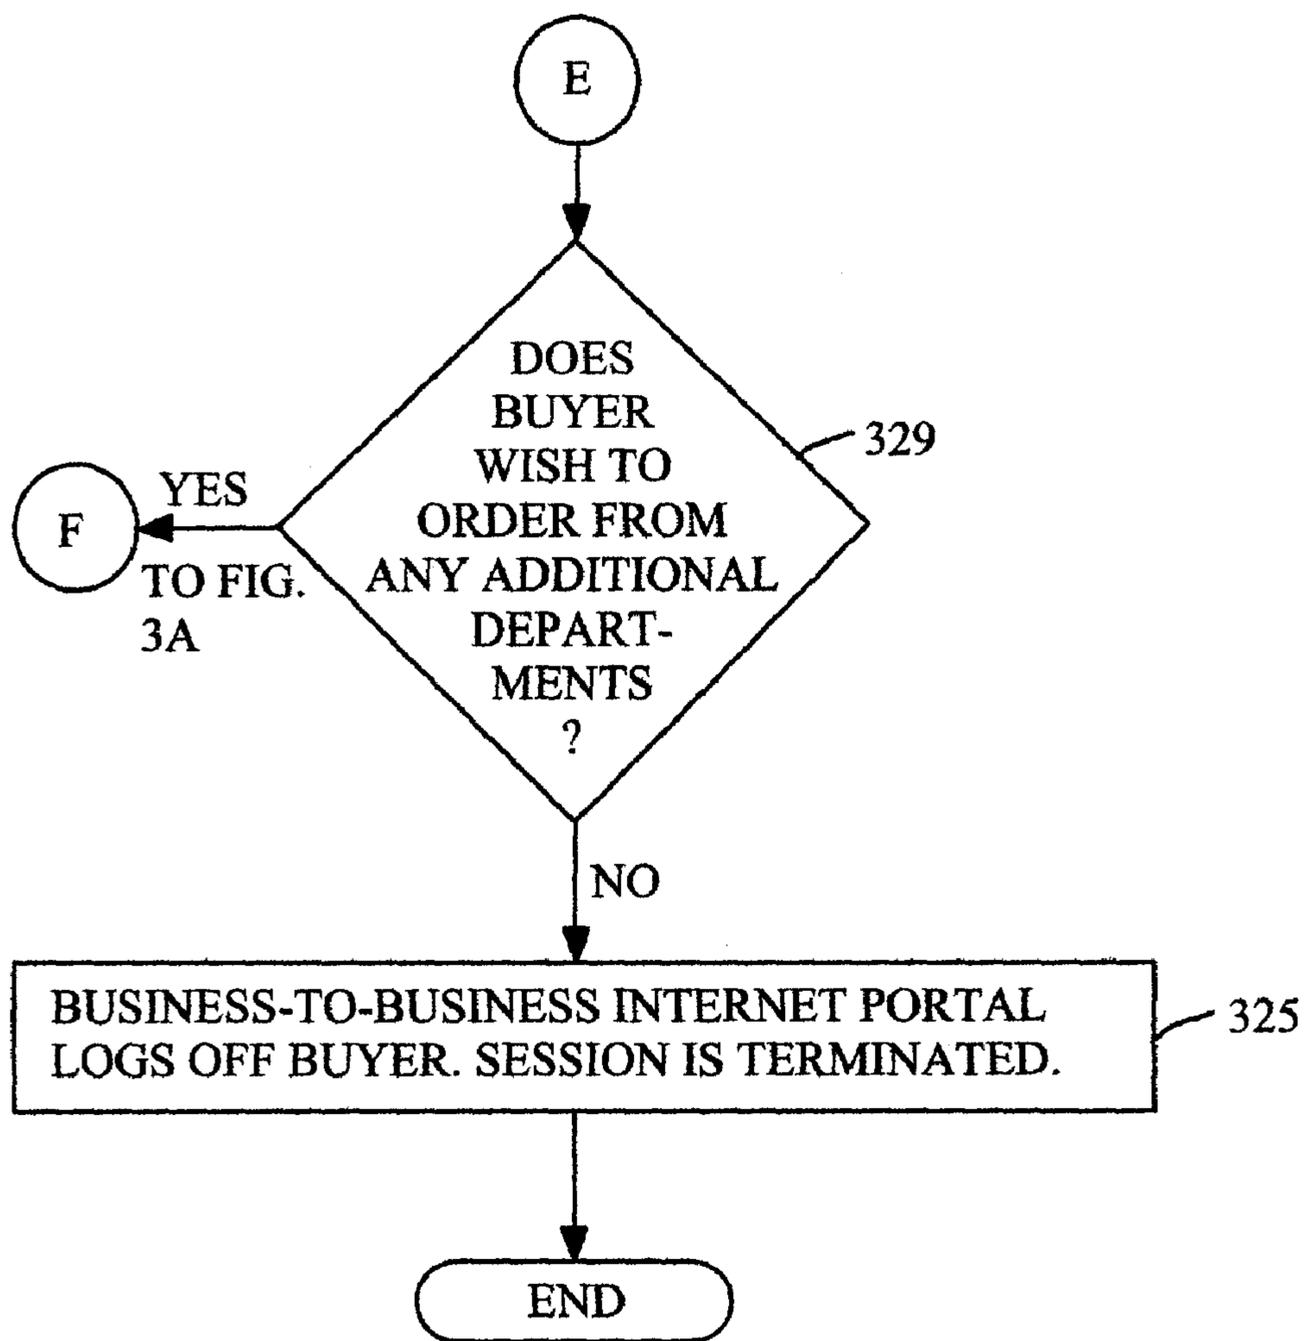 E
DOES
BUYER
WISH TO
ORDER FROM
ANY ADDITIONAL
DEPART-
MENTS
?
329
F
YES
TO FIG.
3A
NO
BUSINESS-TO-BUSINESS INTERNET PORTAL
LOGS OFF BUYER. SESSION IS TERMINATED.
325
END